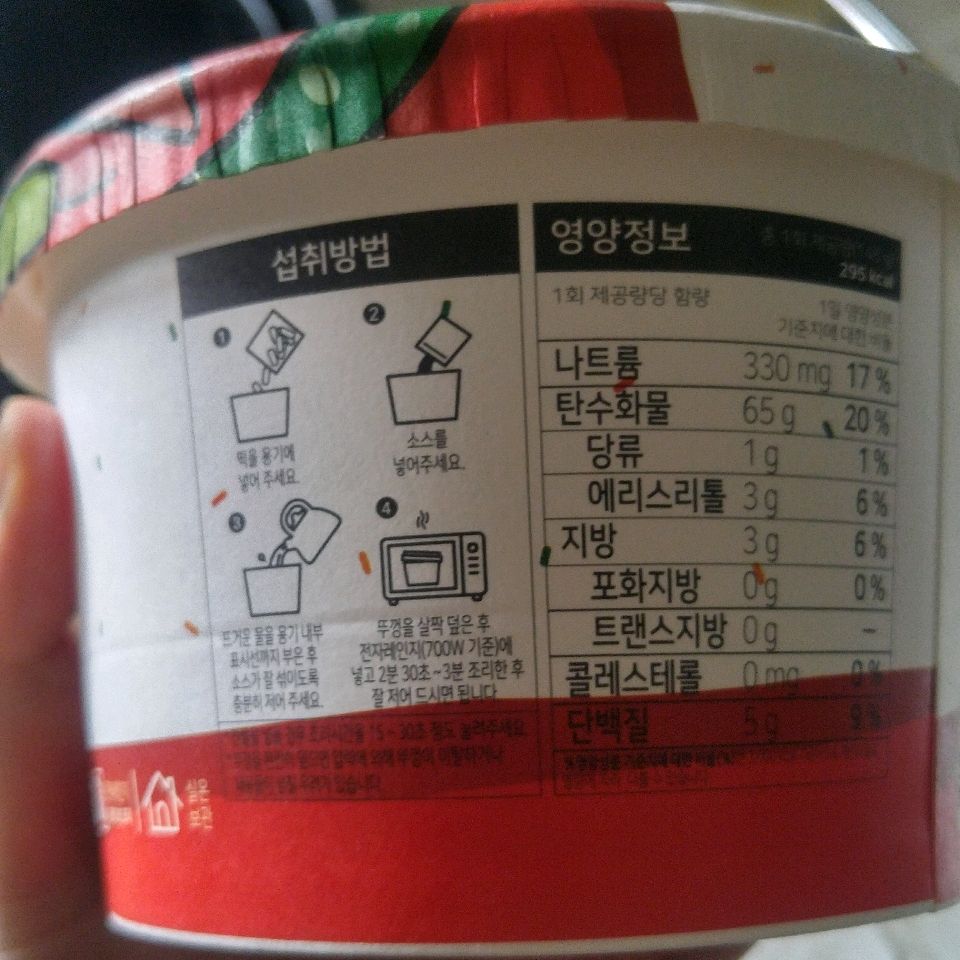 섭취방법
1
떡을 용기에
넣어 주세요.
2
소스를
넣어주세요.
3
뜨거운 물을 용기 내부
표시선까지 부은 후
소스가 잘 섞이도록
충분히 저어 주세요.
4
뚜껑을 살짝 덮은 후
전자레인지(700W 기준)에
넣고 2분 30초~3분 조리한 후
잘 저어 드시면 됩니다
영양정보
295 kcal
1회 제공량당 함량
1일 영양성분
기준치에 대한 비율
나트륨 330 mg 17 %
탄수화물 65 g 20 %
당류 1 g 1 %
에리스리톨 3 g 6 %
지방 3 g 6 %
포화지방 0 g 0 %
트랜스지방 0 g –
콜레스테롤 0 mg 0 %
단백질 5 g 9 %
실온
보관